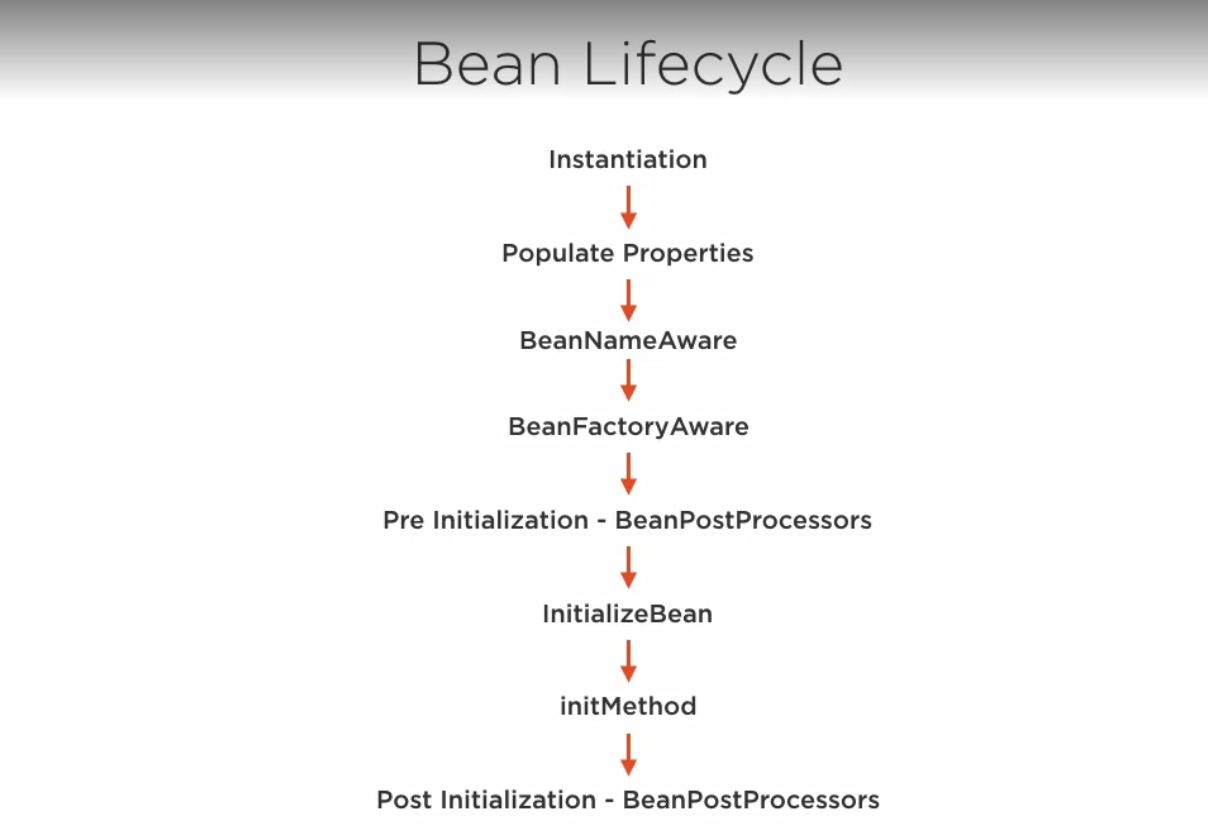 Bean Lifecycle
Instantiation
Populate Properties
BeanNameAware
BeanFactoryAware
Pre Initialization - BeanPostProcessors
InitializeBean
initMethod
Post Initialization - BeanPostProcessors